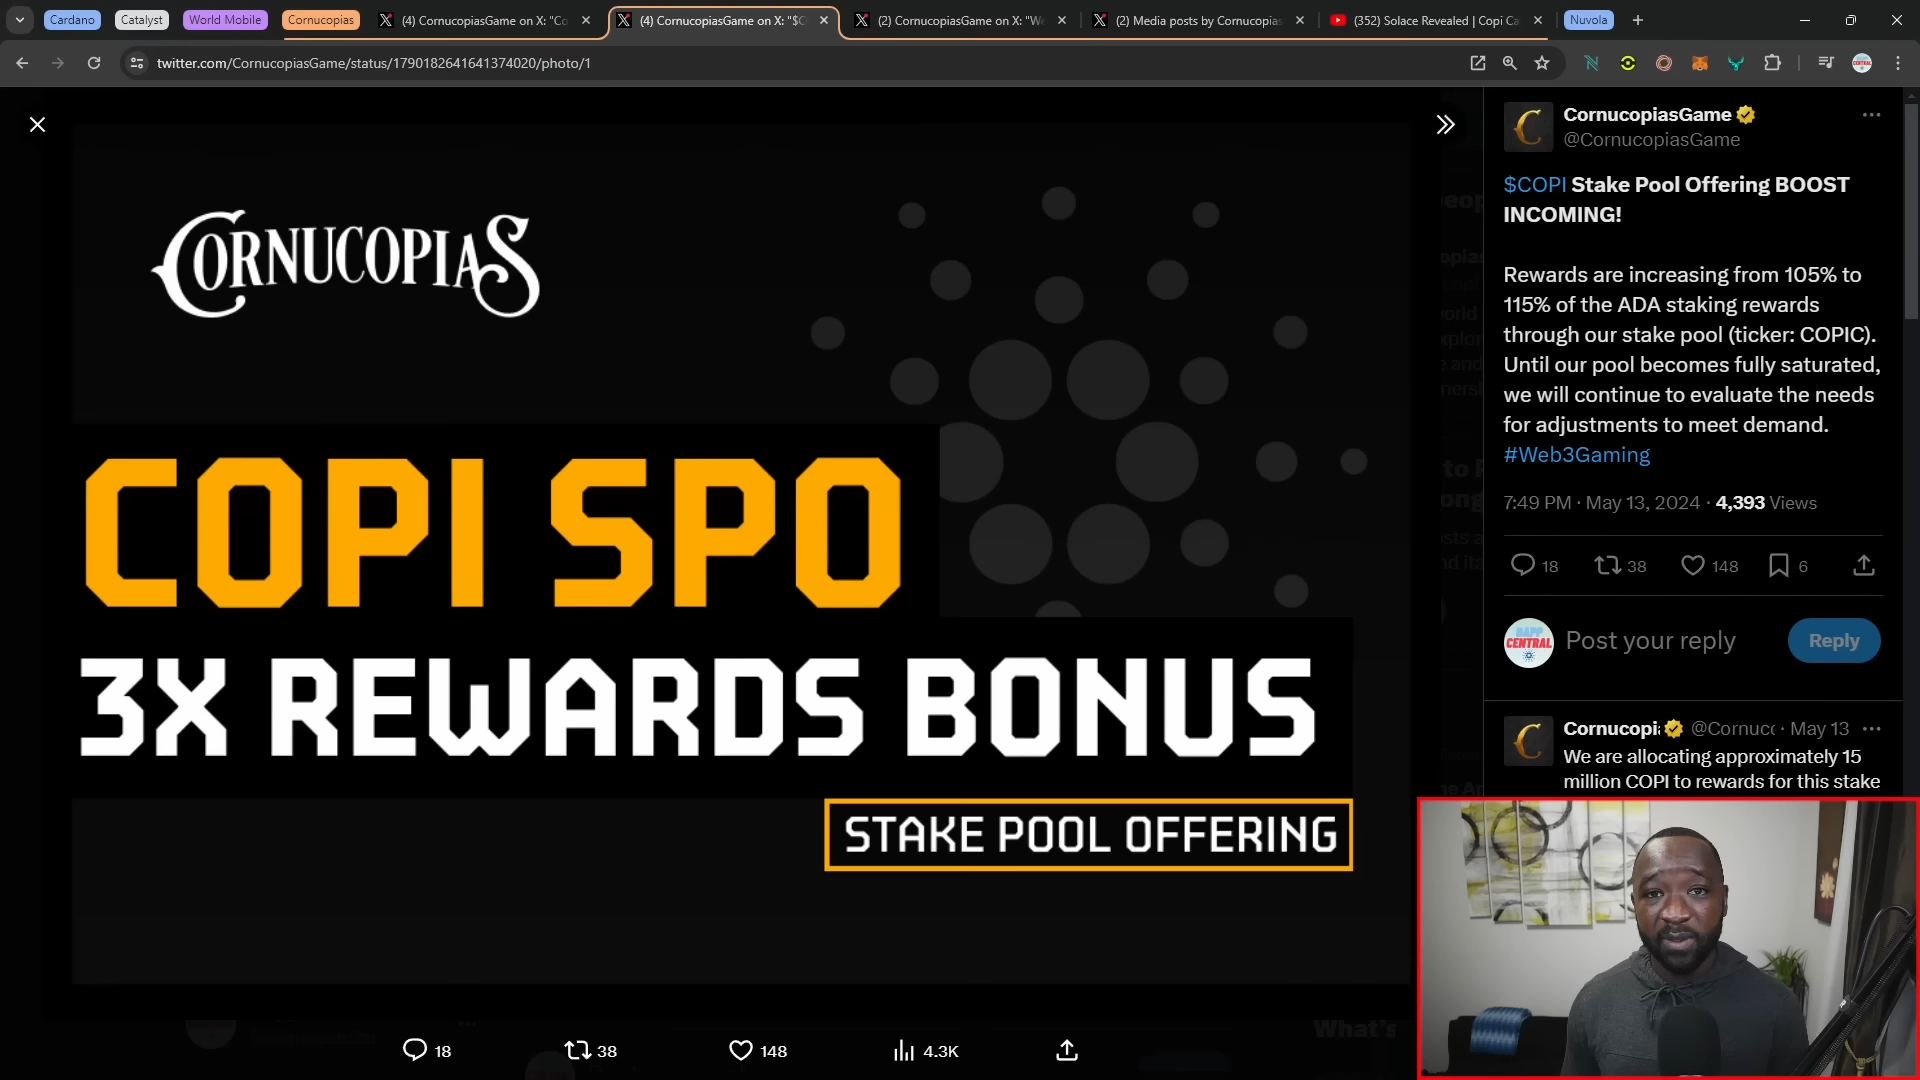 Cardano
Catalyst
World Mobile
Cornucopias
(4) CornucopiasGame on X: "Co
(4) CornucopiasGame on X: "$C
(2) CornucopiasGame on X: "We
(2) Media posts by Cornucopias
(352) Solace Revealed | Copi Ca
Nuvola
twitter.com/CornucopiasGame/status/1790182641641374020/photo/1
CORNUCOPIAS
COPI SPO
3X REWARDS BONUS
STAKE POOL OFFERING
18
38
148
4.3K
What's
CornucopiasGame
@CornucopiasGame
$COPI Stake Pool Offering BOOST
INCOMING!
Rewards are increasing from 105% to
115% of the ADA staking rewards
through our stake pool (ticker: COPIC).
Until our pool becomes fully saturated,
we will continue to evaluate the needs
for adjustments to meet demand.
#Web3Gaming
7:49 PM · May 13, 2024 · 4,393 Views
18
38
148
6
DAPP
CENTRAL
Post your reply
Reply
Cornucopi @Cornucc · May 13
We are allocating approximately 15
million COPI to rewards for this stake